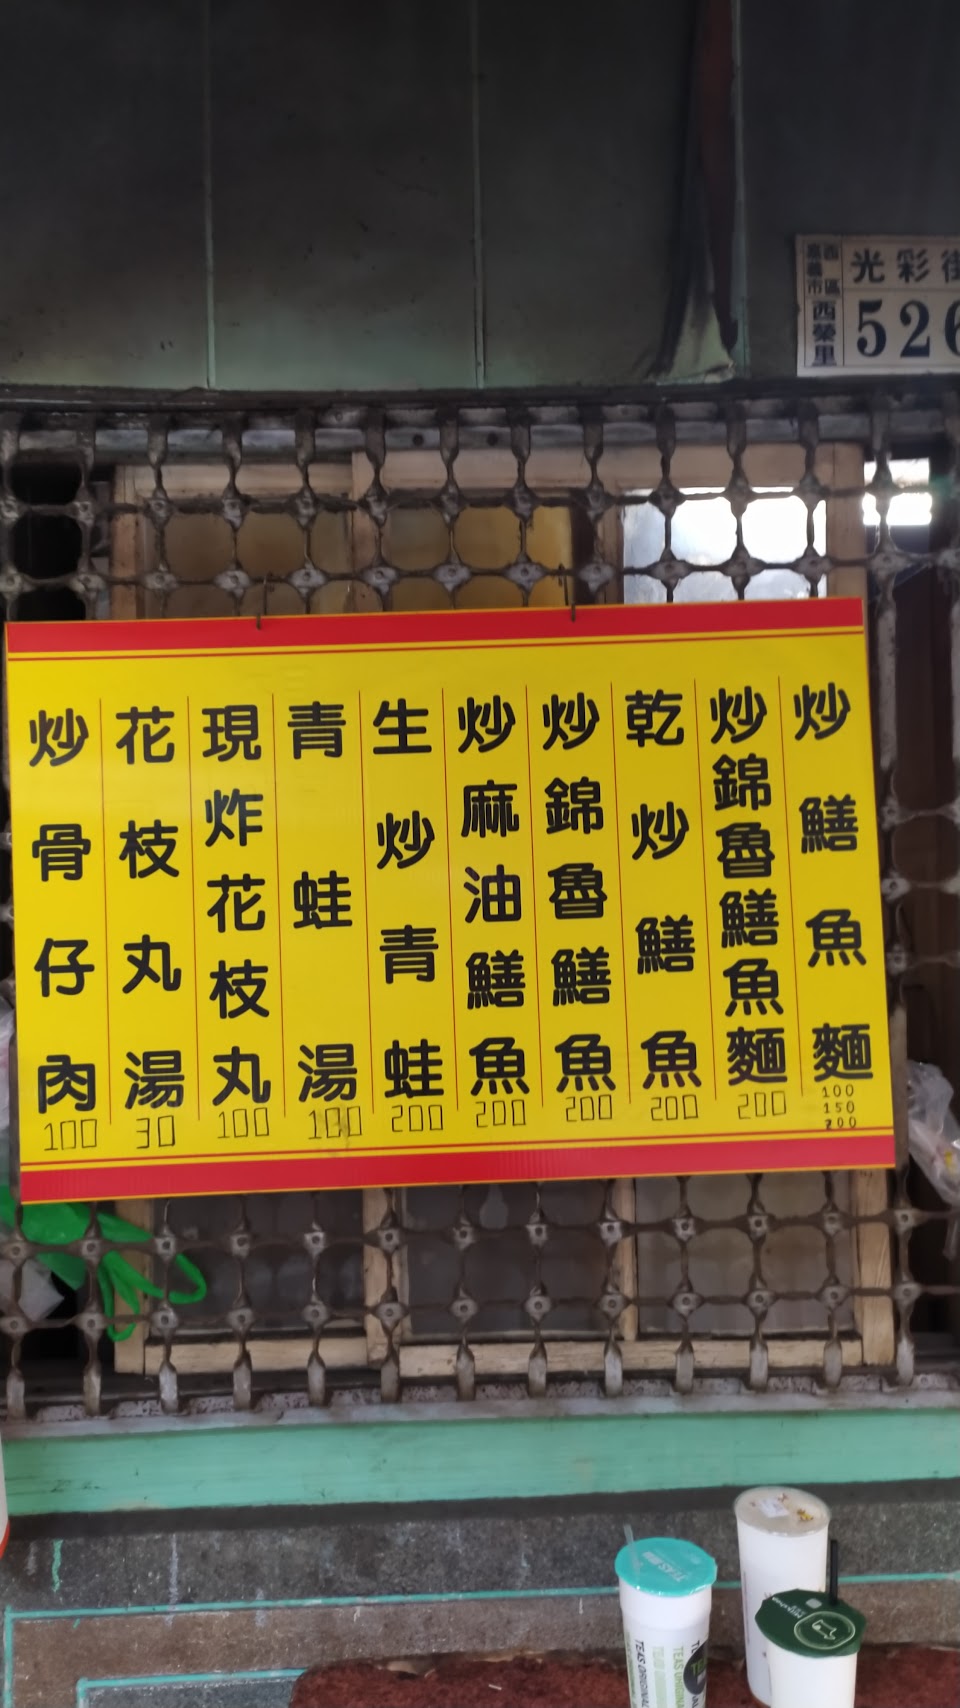 嘉義市西區
西榮里
光彩街
526
炒鱔魚麵
100
150
200
炒錦魯鱔魚麵
200
乾炒鱔魚
200
炒錦魯鱔魚
200
炒麻油鱔魚
200
生炒青蛙
200
青蛙湯
現炸花枝丸
100
花枝丸湯
30
炒骨仔肉
100
TEAS ORIGINAL